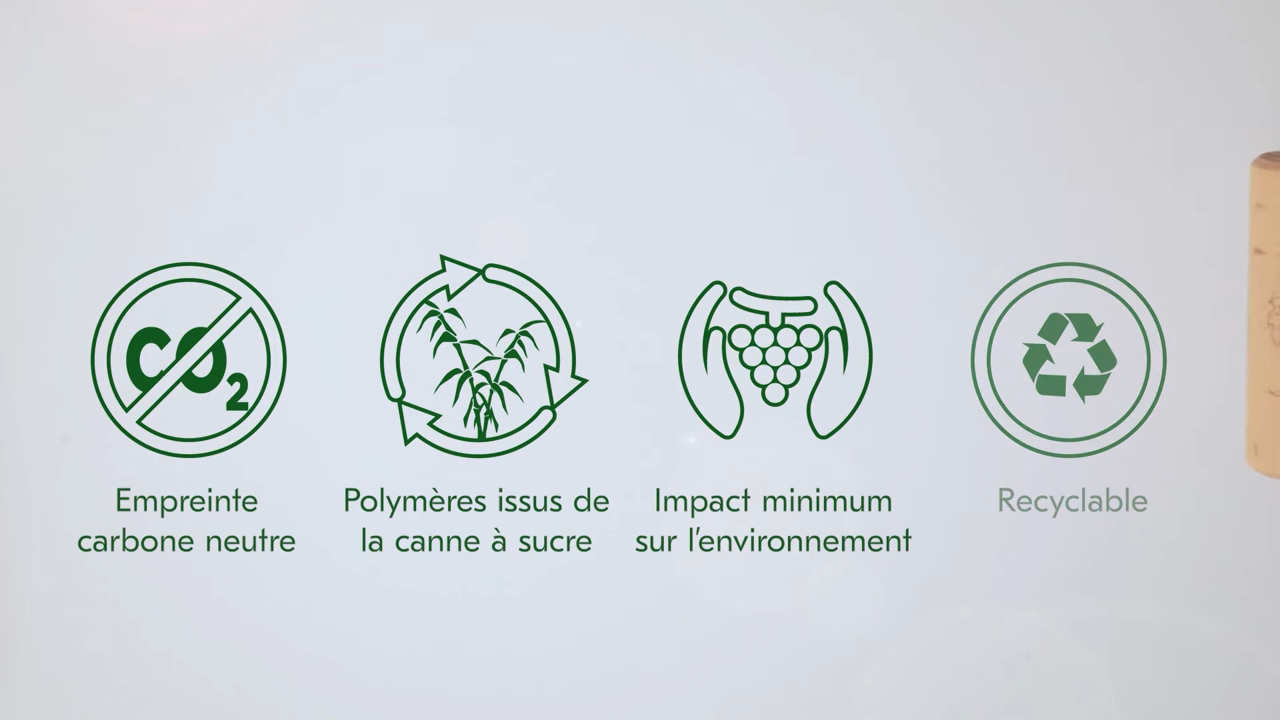 CO2
Empreinte
carbone neutre
Polymères issus de
la canne à sucre
Impact minimum
sur l'environnement
Recyclable